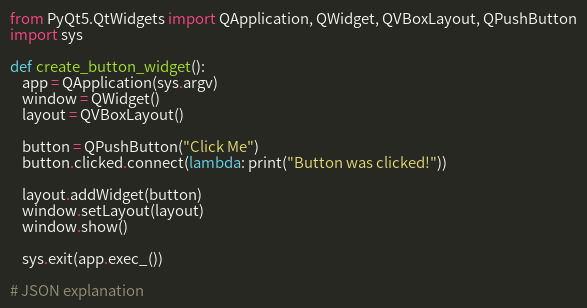 from PyQt5.QtWidgets import QApplication, QWidget, QVBoxLayout, QPushButton
import sys

def create_button_widget():
    app = QApplication(sys.argv)
    window = QWidget()
    layout = QVBoxLayout()

    button = QPushButton("Click Me")
    button.clicked.connect(lambda: print("Button was clicked!"))

    layout.addWidget(button)
    window.setLayout(layout)
    window.show()

    sys.exit(app.exec_())

# JSON explanation